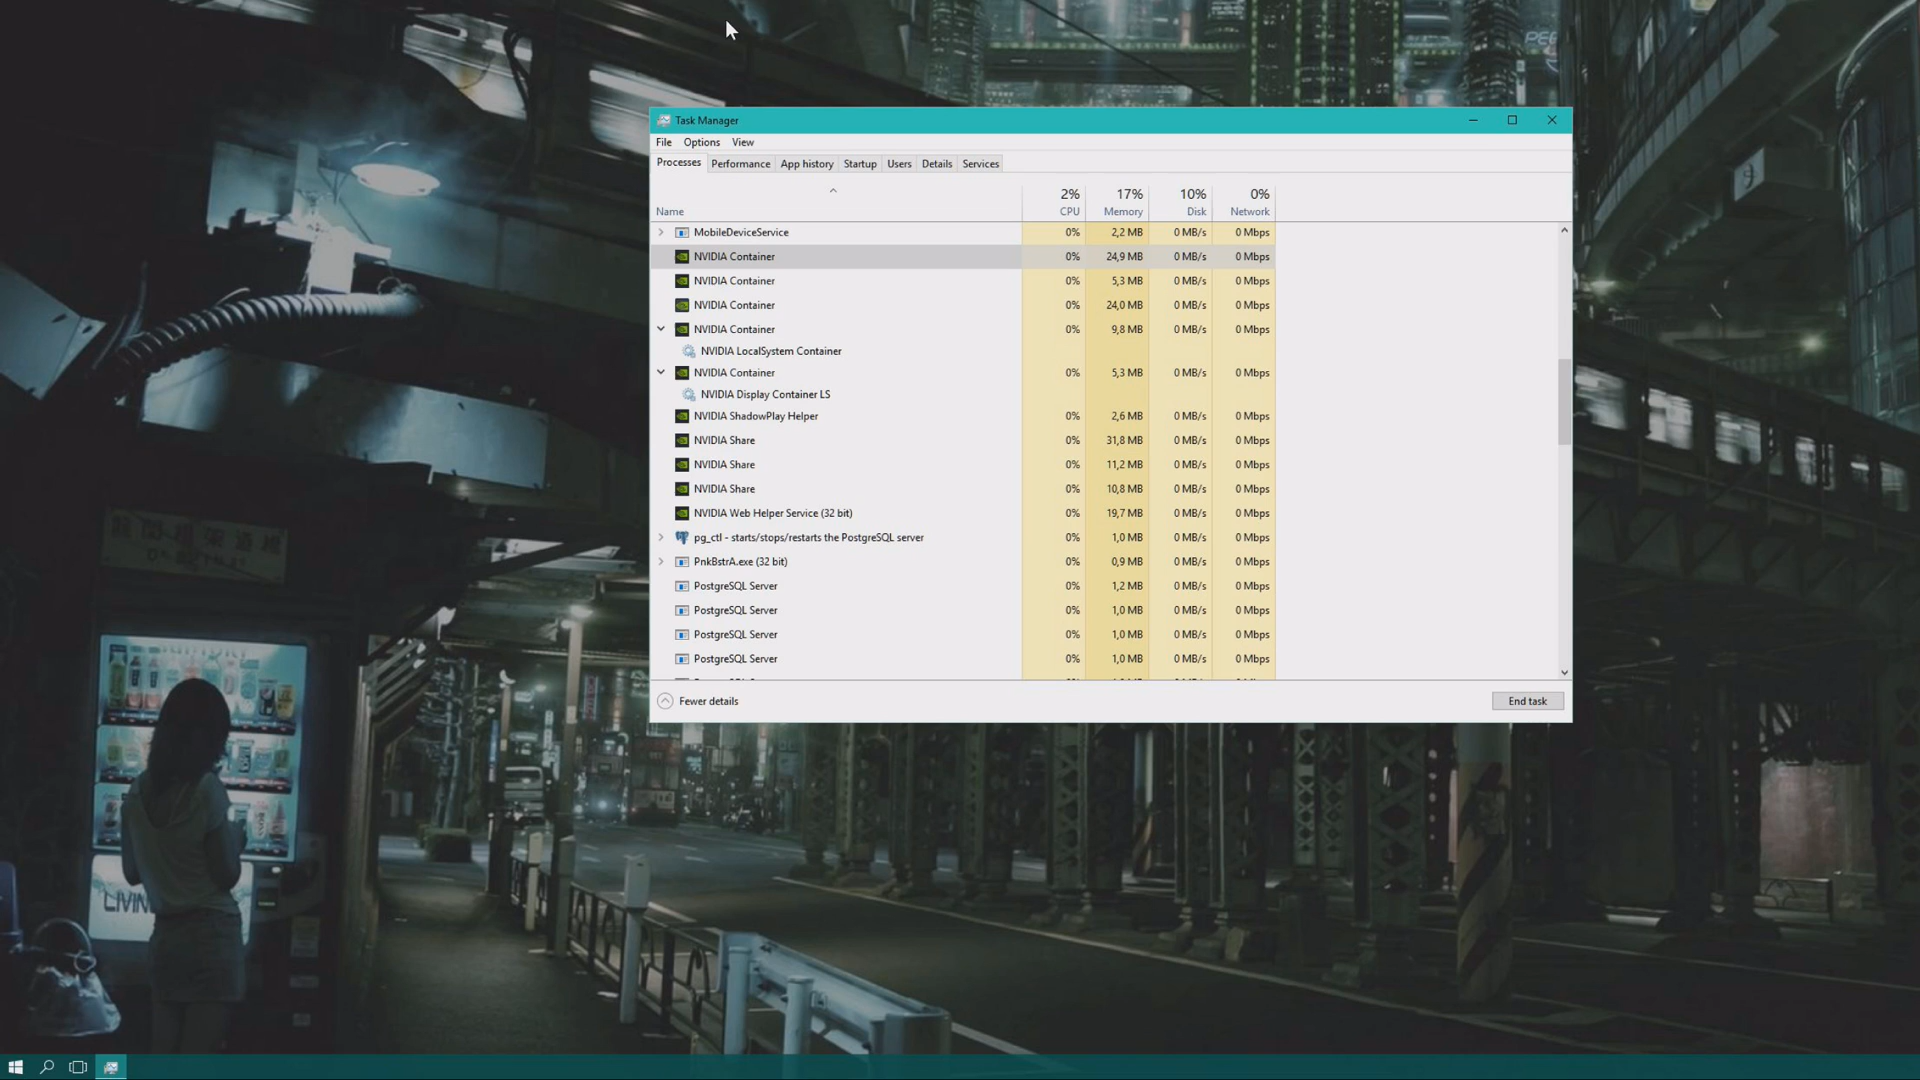 Task Manager
File Options View
Processes Performance App history Startup Users Details Services
2% 17% 10% 0%
Name CPU Memory Disk Network
MobileDeviceService 0% 2,2 MB 0 MB/s 0 Mbps
NVIDIA Container 0% 24,9 MB 0 MB/s 0 Mbps
NVIDIA Container 0% 5,3 MB 0 MB/s 0 Mbps
NVIDIA Container 0% 24,0 MB 0 MB/s 0 Mbps
NVIDIA Container 0% 9,8 MB 0 MB/s 0 Mbps
NVIDIA LocalSystem Container
NVIDIA Container 0% 5,3 MB 0 MB/s 0 Mbps
NVIDIA Display Container LS
NVIDIA ShadowPlay Helper 0% 2,6 MB 0 MB/s 0 Mbps
NVIDIA Share 0% 31,8 MB 0 MB/s 0 Mbps
NVIDIA Share 0% 11,2 MB 0 MB/s 0 Mbps
NVIDIA Share 0% 10,8 MB 0 MB/s 0 Mbps
NVIDIA Web Helper Service (32 bit) 0% 19,7 MB 0 MB/s 0 Mbps
pg_ctl - starts/stops/restarts the PostgreSQL server 0% 1,0 MB 0 MB/s 0 Mbps
PnkBstrA.exe (32 bit) 0% 0,9 MB 0 MB/s 0 Mbps
PostgreSQL Server 0% 1,2 MB 0 MB/s 0 Mbps
PostgreSQL Server 0% 1,0 MB 0 MB/s 0 Mbps
PostgreSQL Server 0% 1,0 MB 0 MB/s 0 Mbps
PostgreSQL Server 0% 1,0 MB 0 MB/s 0 Mbps
Fewer details End task